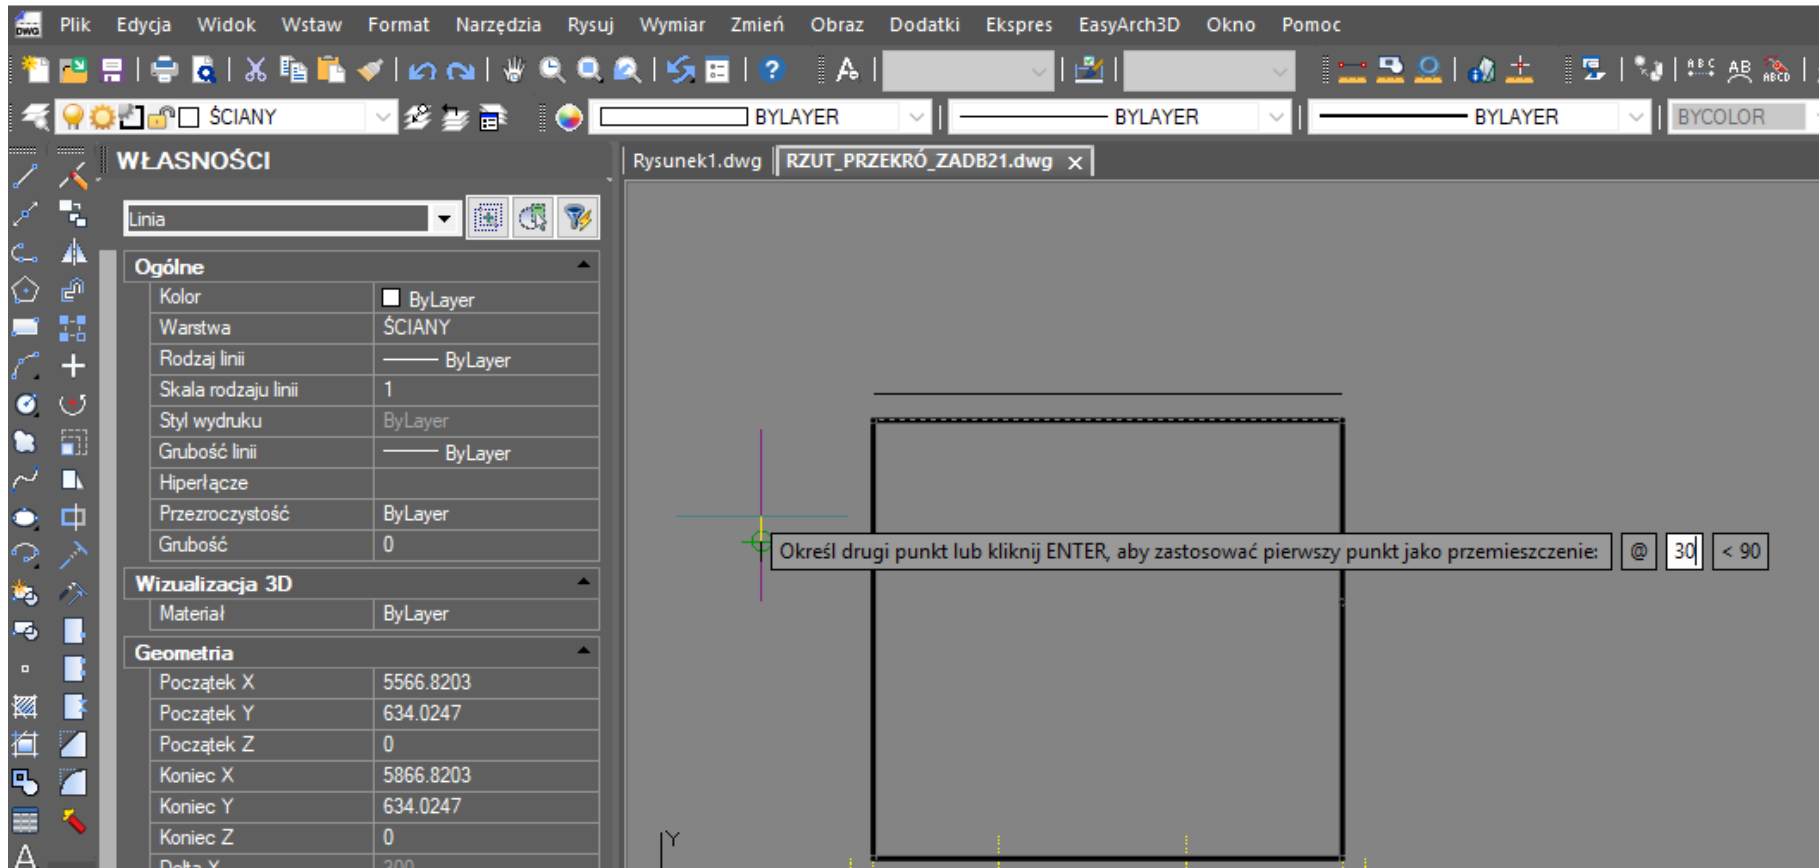 DWG Plik Edycja Widok Wstaw Format Narzędzia Rysuj Wymiar Zmień Obraz Dodatki Ekspres EasyArch3D Okno Pomoc
ŚCIANY BYLAYER BYLAYER BYLAYER BYCOLOR
WŁASNOŚCI
Rysunek1.dwg RZUT_PRZEKRÓ_ZADB21.dwg
Linia
Ogólne
Kolor ByLayer
Warstwa ŚCIANY
Rodzaj linii ByLayer
Skala rodzaju linii 1
Styl wydruku ByLayer
Grubość linii ByLayer
Hiperłącze
Przezroczystość ByLayer
Grubość 0
Określ drugi punkt lub kliknij ENTER, aby zastosować pierwszy punkt jako przemieszczenie: @ 30 < 90
Wizualizacja 3D
Materiał ByLayer
Geometria
Początek X 5566.8203
Początek Y 634.0247
Początek Z 0
Koniec X 5866.8203
Koniec Y 634.0247
Koniec Z 0
Delta X 300
Y